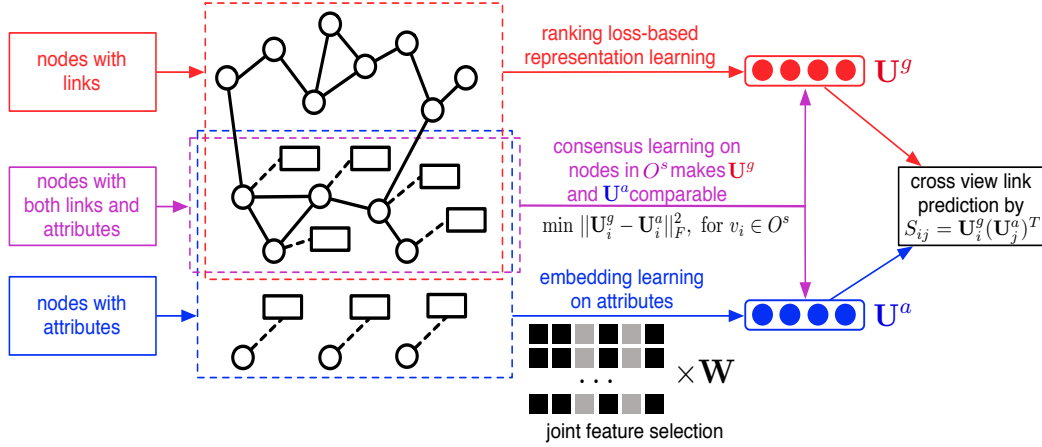 nodes with
links
nodes with
both links and
attributes
nodes with
attributes
ranking loss-based
representation learning
consensus learning on
nodes in O^s makes U^g
and U^a comparable
min ||U_i^g − U_i^a||_F^2, for v_i ∈ O^s
embedding learning
on attributes
...
× W
joint feature selection
U^g
cross view link
prediction by
S_{ij} = U_i^g(U_j^a)^T
U^a